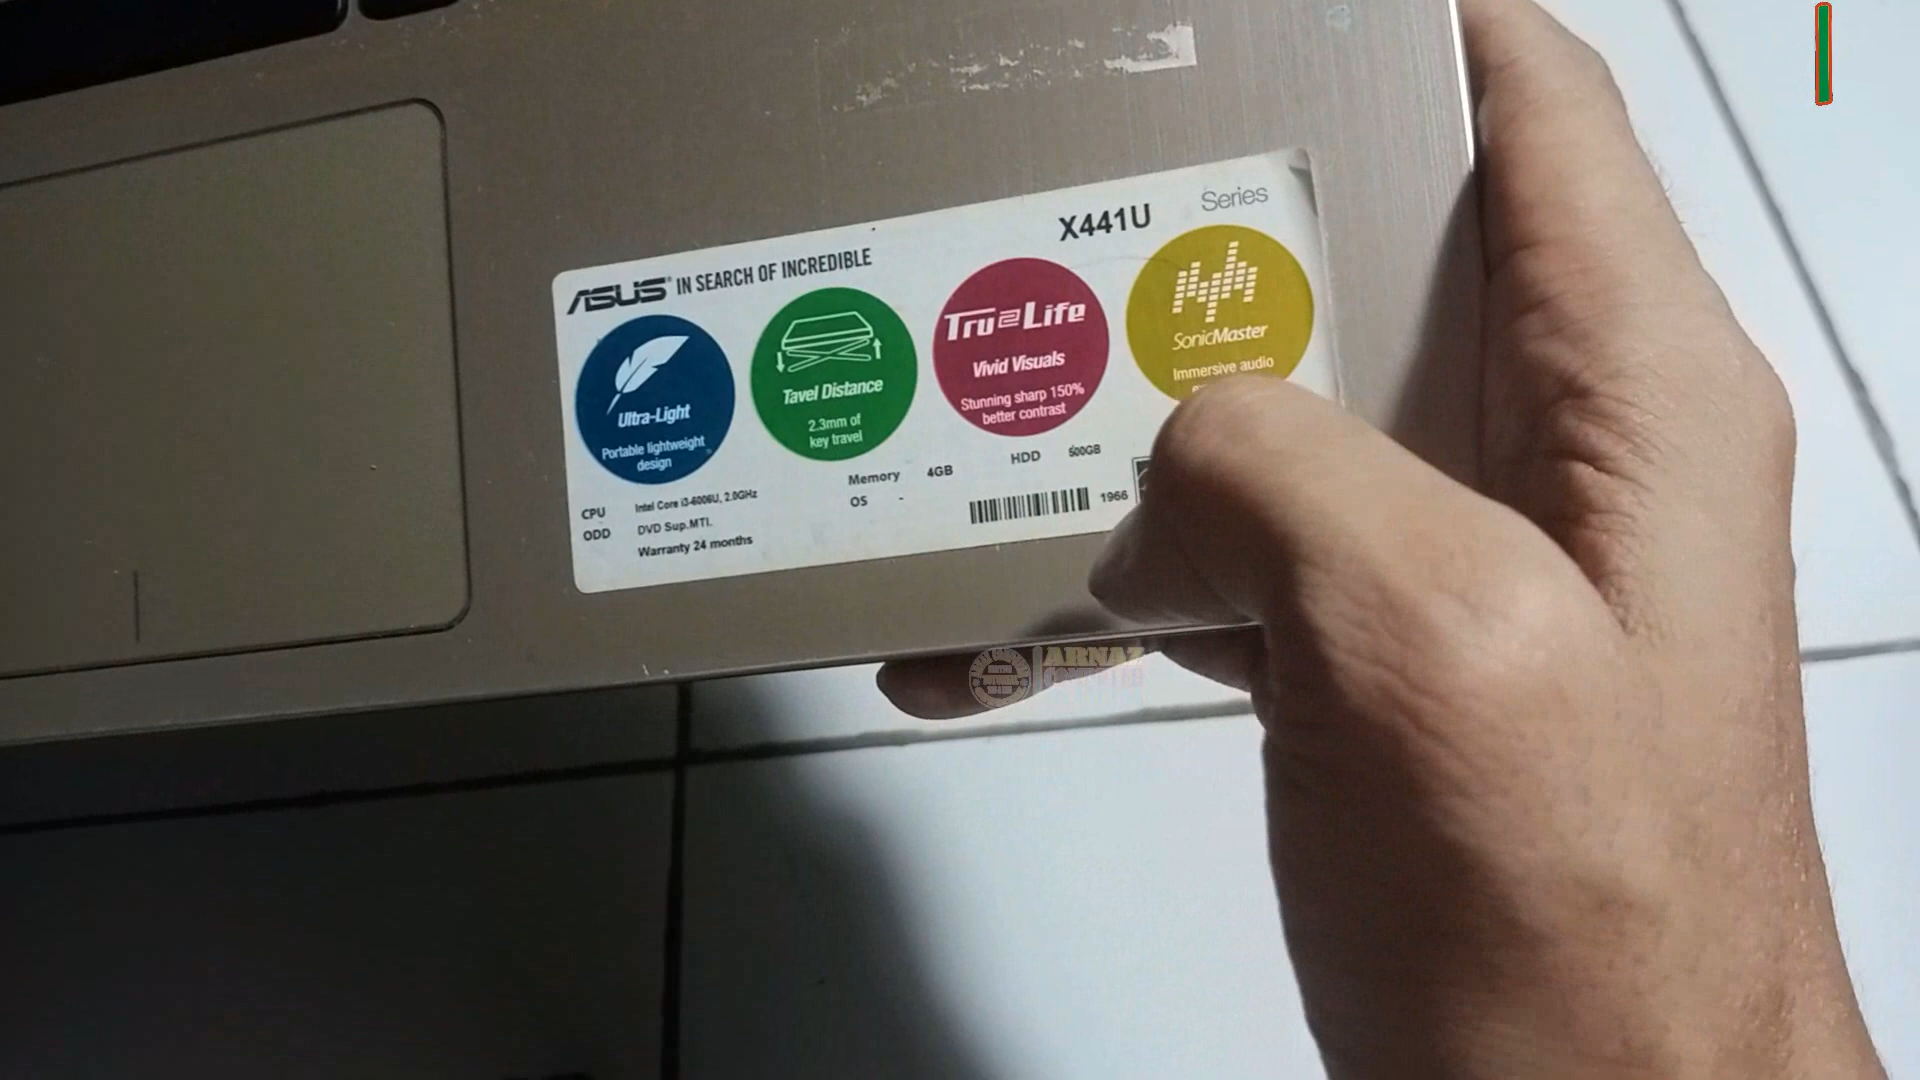 X441U Series
ASUS IN SEARCH OF INCREDIBLE
Ultra-Light
Portable lightweight
design
Tavel Distance
2.3mm of
key travel
Tru2Life
Vivid Visuals
Stunning sharp 150%
better contrast
SonicMaster
Immersive audio
CPU Intel Core i3-6006U, 2.0GHz
ODD DVD Sup.MTI.
Warranty 24 months
Memory 4GB HDD 500GB
OS -
1966
ARNAZ
COMPUTER